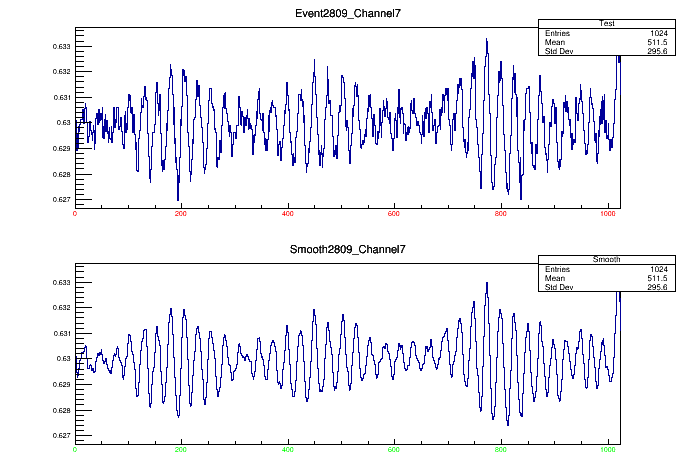 Event2809_Channel7
Test
Entries 1024
Mean 511.5
Std Dev 295.6
0.633
0.632
0.631
0.63
0.629
0.628
0.627
0 200 400 600 800 1000
Smooth2809_Channel7
Smooth
Entries 1024
Mean 511.5
Std Dev 295.6
0.633
0.632
0.631
0.63
0.629
0.628
0.627
0 200 400 600 800 1000